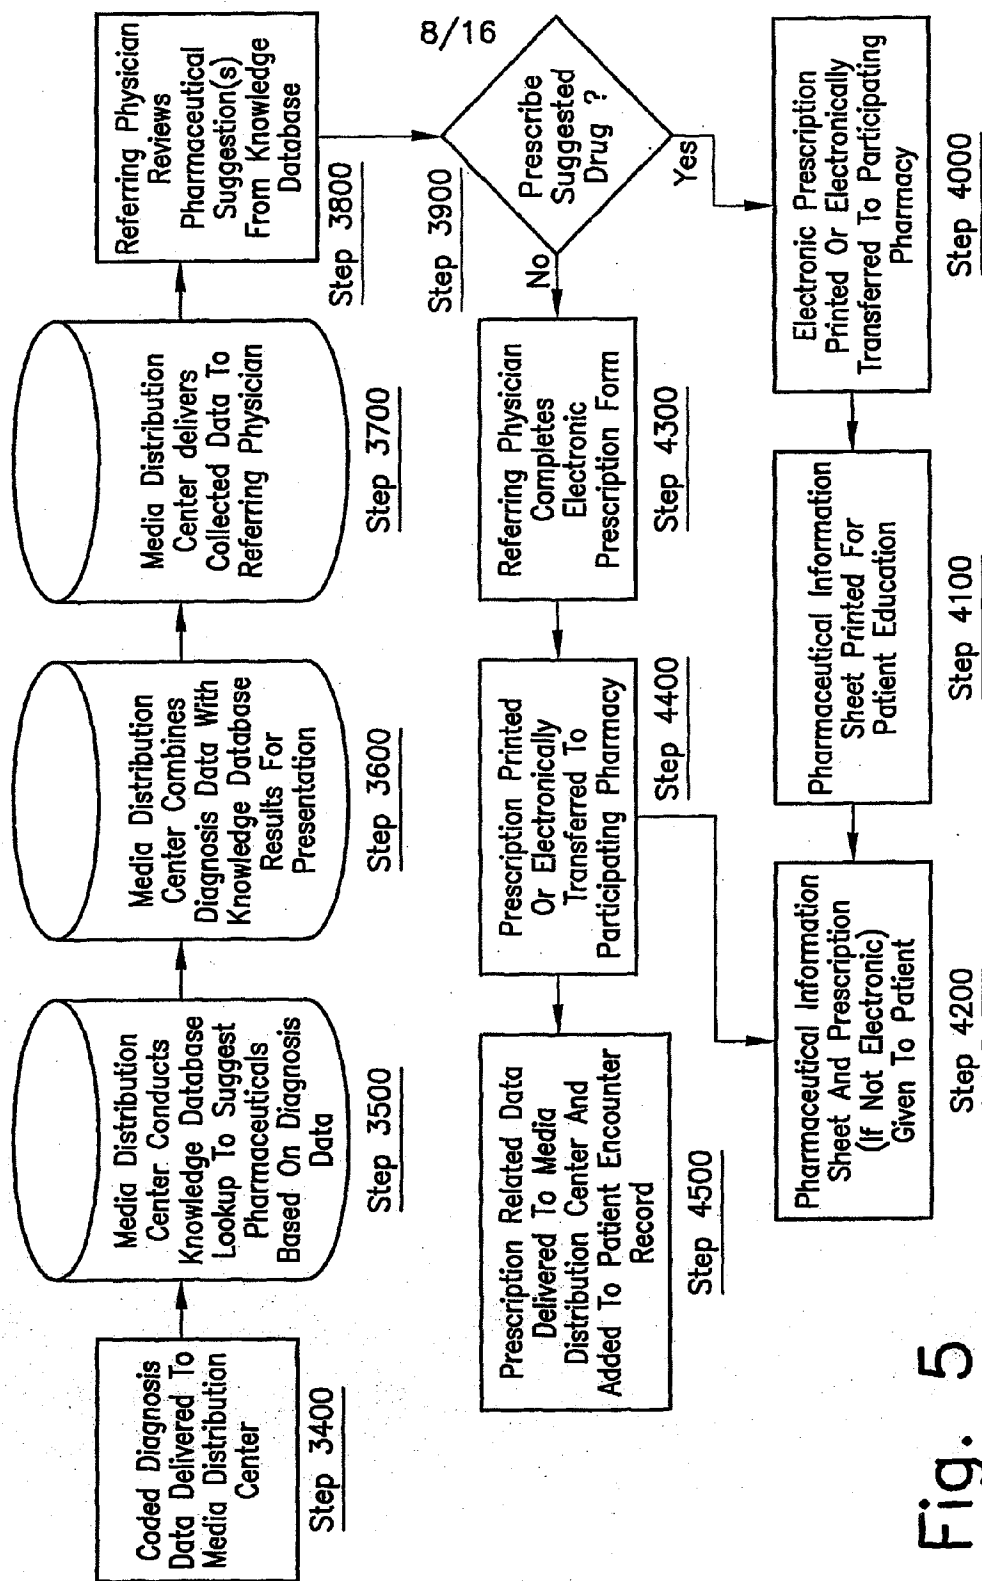 8/16
Coded Diagnosis
Data Delivered To
Media Distribution
Center
Step 3400
Media Distribution
Center Conducts
Knowledge Database
Lookup To Suggest
Pharmaceuticals
Based On Diagnosis
Data
Step 3500
Media Distribution
Center Combines
Diagnosis Data With
Knowledge Database
Results For
Presentation
Step 3600
Media Distribution
Center delivers
Collected Data To
Referring Physician
Step 3700
Referring Physician
Reviews
Pharmaceutical
Suggestion(s)
From Knowledge
Database
Step 3800
Prescribe
Suggested
Drug ?
Step 3900
No
Yes
Referring Physician
Completes
Electronic
Prescription Form
Step 4300
Prescription Printed
Or Electronically
Transferred To
Participating Pharmacy
Step 4400
Prescription Related Data
Delivered To Media
Distribution Center And
Added To Patient Encounter
Record
Step 4500
Electronic Prescription
Printed Or Electronically
Transferred To Participating
Pharmacy
Step 4000
Pharmaceutical Information
Sheet Printed For
Patient Education
Step 4100
Pharmaceutical Information
Sheet And Prescription
(If Not Electronic)
Given To Patient
Step 4200
Fig. 5